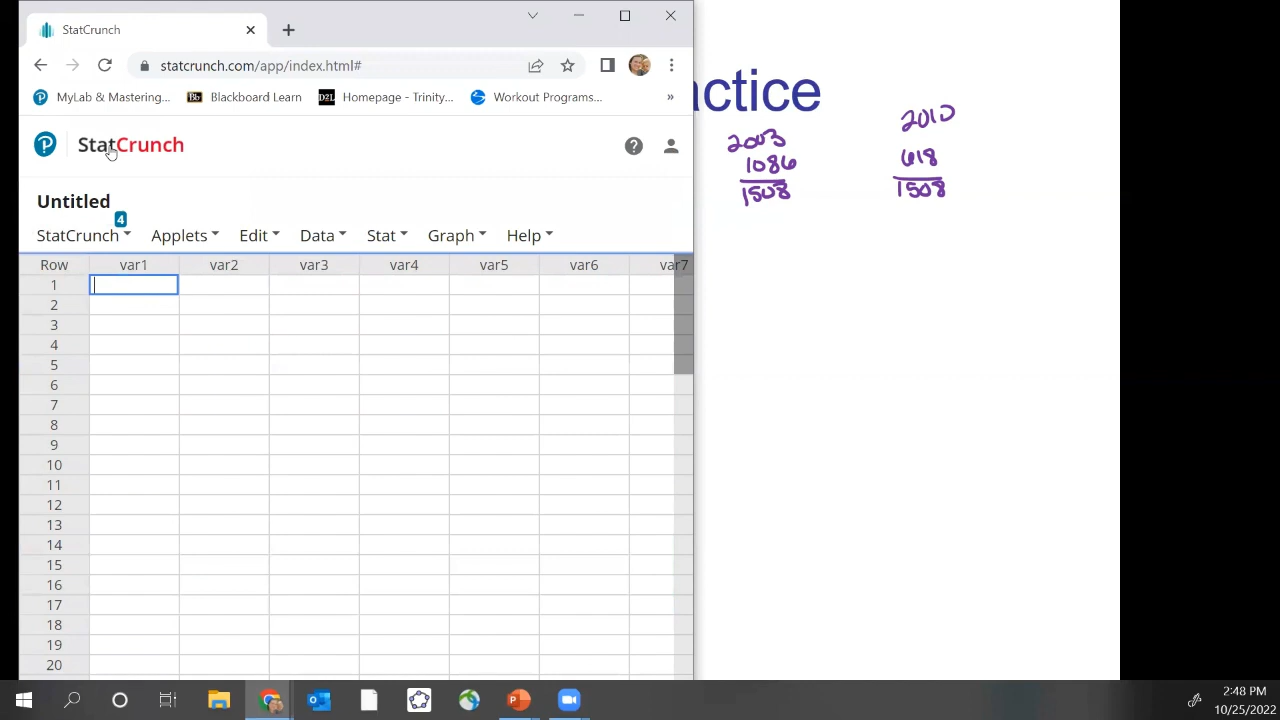 StatCrunch
statcrunch.com/app/index.html#
MyLab & Mastering...
Blackboard Learn
D2L
Homepage - Trinity...
Workout Programs...
»
P
StatCrunch
Untitled
4
StatCrunch
Applets
Edit
Data
Stat
Graph
Help
Row var1 var2 var3 var4 var5 var6 var7
1
2
3
4
5
6
7
8
9
10
11
12
13
14
15
16
17
18
19
20
actice
2003
1086
1508
2010
618
1508
2:48 PM
10/25/2022